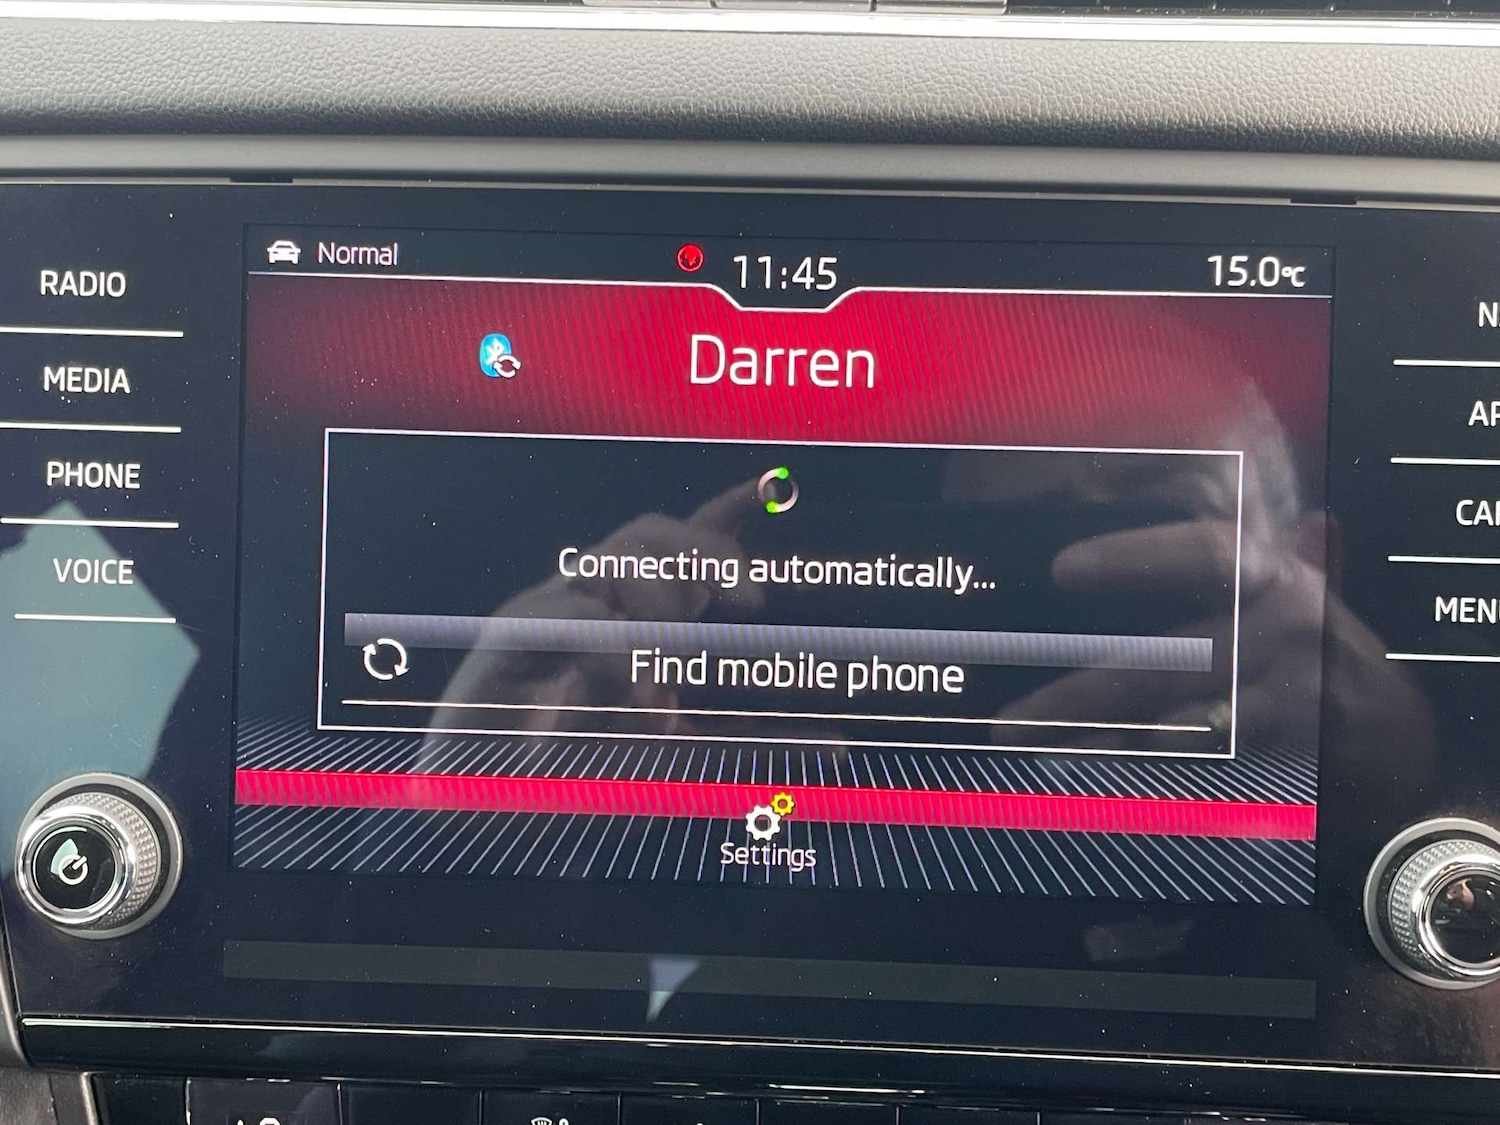 Normal
11:45
15.0°C
RADIO
MEDIA
PHONE
VOICE
Darren
Connecting automatically...
Find mobile phone
Settings